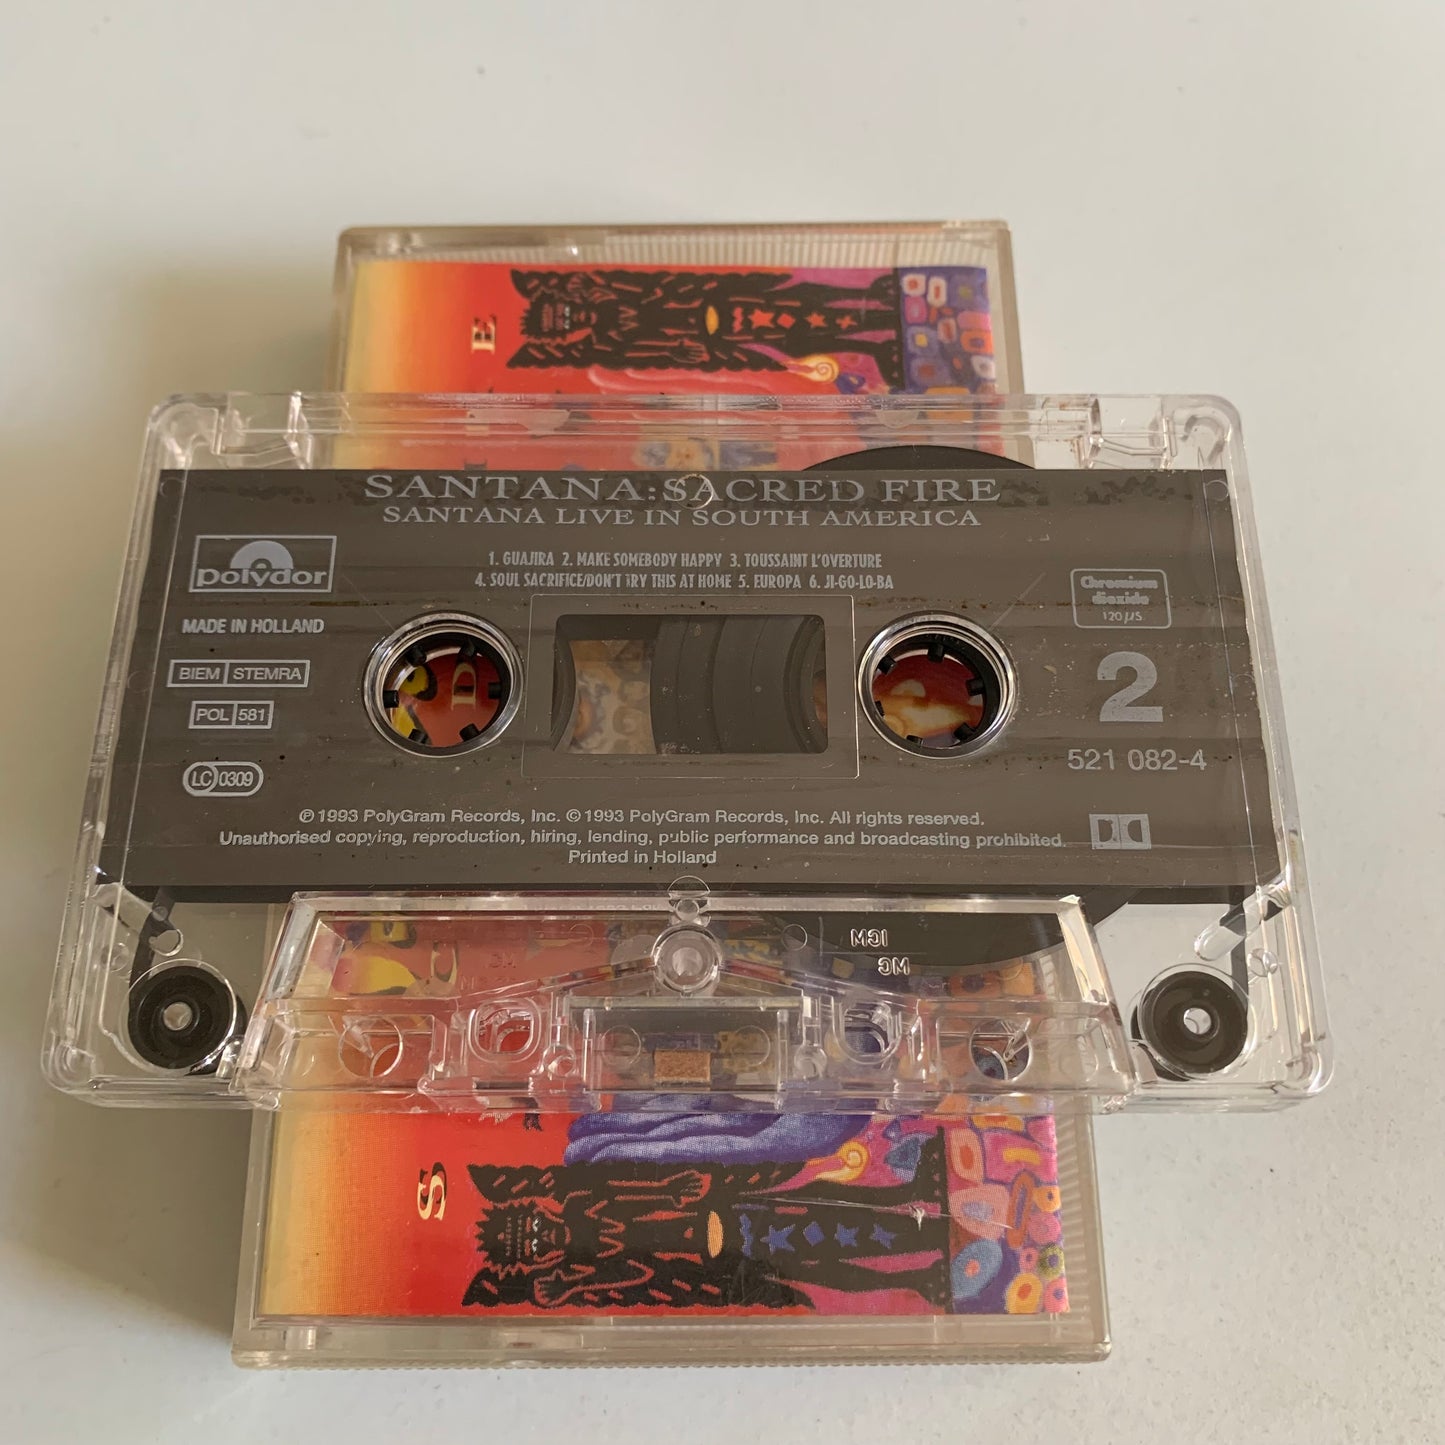 E
SANTANA:SACRED FIRE
SANTANA LIVE IN SOUTH AMERICA
polydor
1. GUAJIRA 2. MAKE SOMEBODY HAPPY 3. TOUSSAINT L'OVERTURE
4. SOUL SACRIFICE/DON'T TRY THIS AT HOME 5. EUROPA 6. JI-GO-LO-BA
Chromium
dioxide
120 µS
MADE IN HOLLAND
BIEM STEMRA
D
2
POL 581
521 082-4
LC 0309
℗ 1993 PolyGram Records, Inc. © 1993 PolyGram Records, Inc. All rights reserved.
Unauthorised copying, reproduction, hiring, lending, public performance and broadcasting prohibited.
Printed in Holland
IGM
MG
C
S